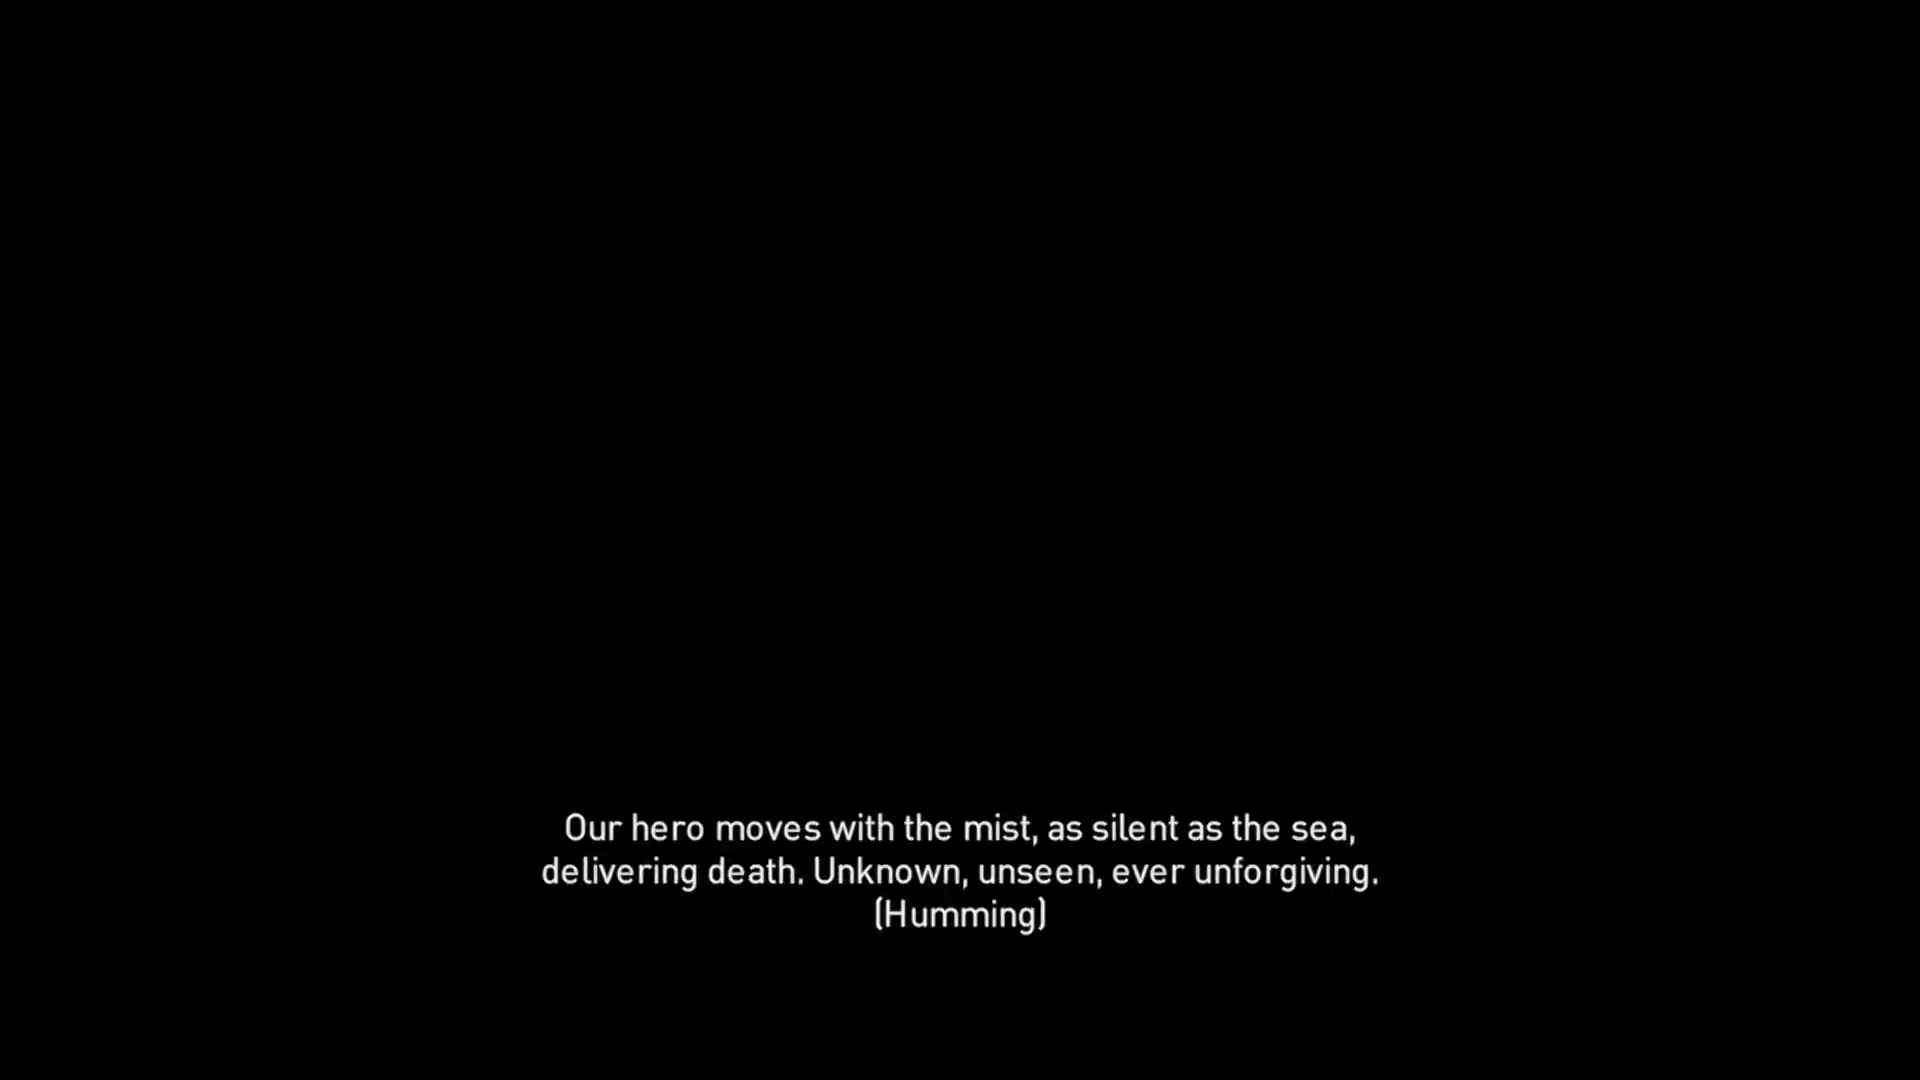 Our hero moves with the mist, as silent as the sea,
delivering death. Unknown, unseen, ever unforgiving.
(Humming)